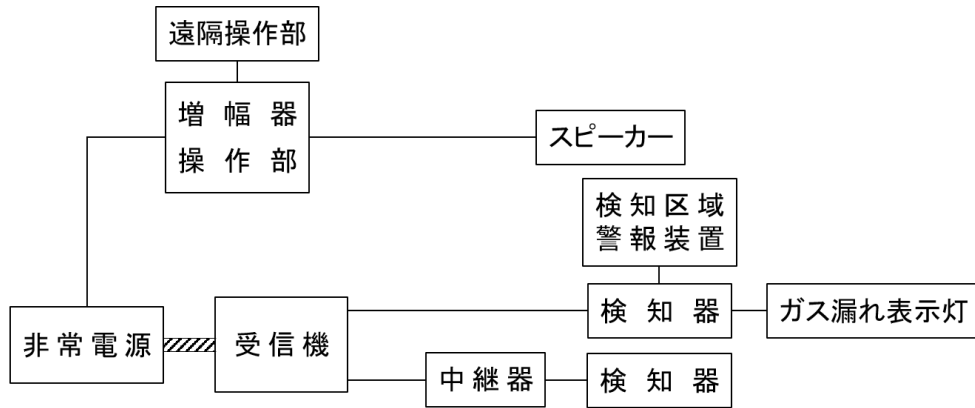 遠隔操作部
増幅器
操作部
スピーカー
検知区域
警報装置
非常電源
受信機
検知器
ガス漏れ表示灯
中継器
検知器